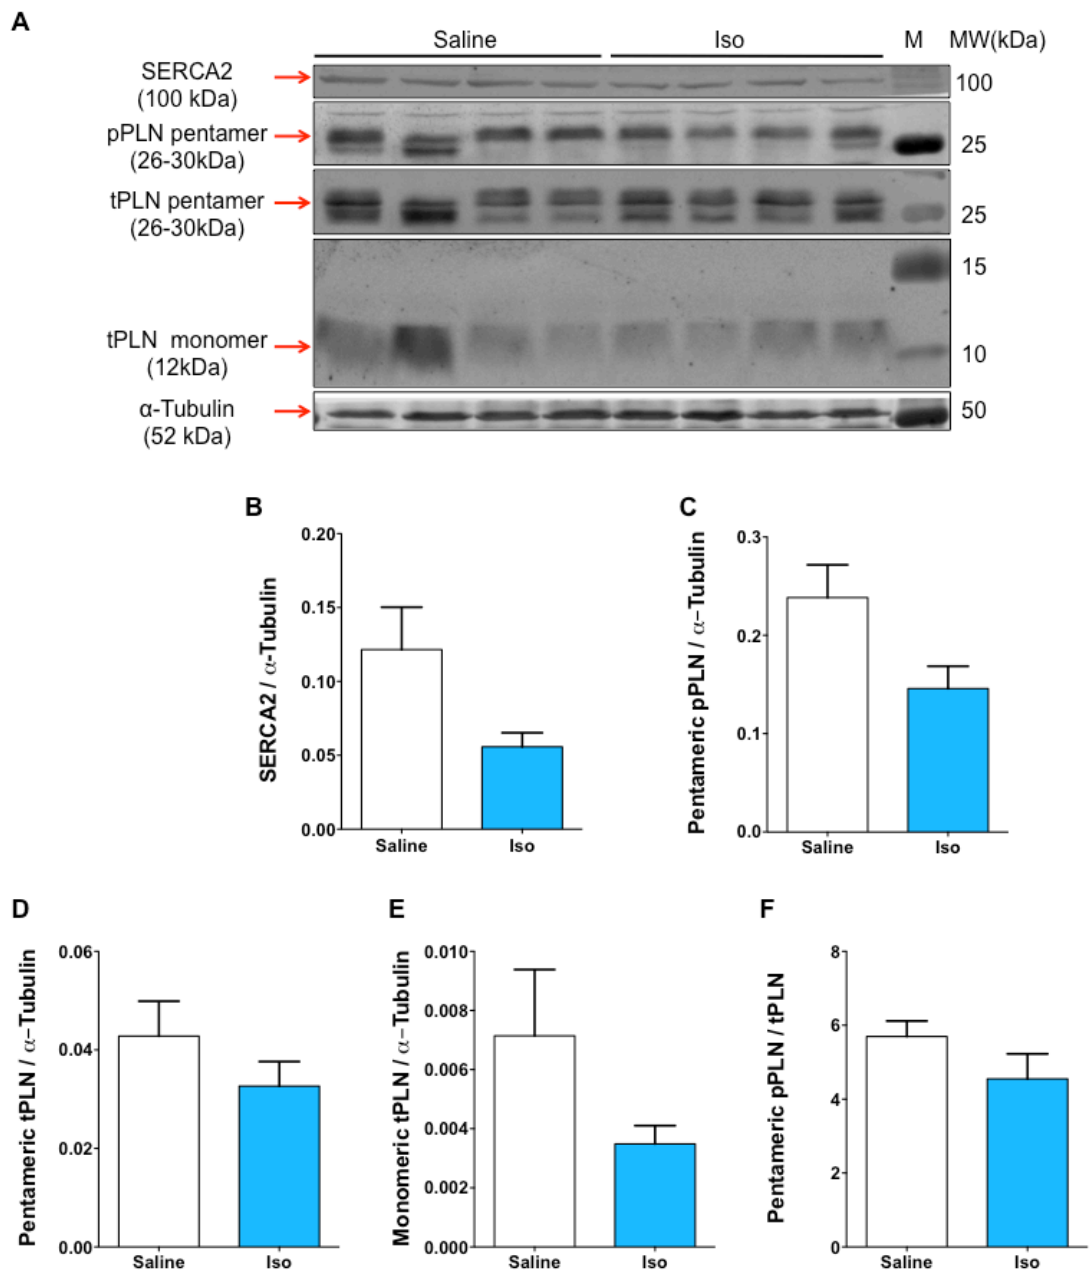 A
Saline Iso M MW(kDa)
SERCA2
(100 kDa)
100
pPLN pentamer
(26-30kDa)
25
tPLN pentamer
(26-30kDa)
25
15
tPLN monomer
(12kDa)
10
α-Tubulin
(52 kDa)
50
B
SERCA2 / α-Tubulin
0.20
0.15
0.10
0.05
0.00
Saline Iso
C
Pentameric pPLN / α−Tubulin
0.3
0.2
0.1
0.0
Saline Iso
D
Pentameric tPLN / α−Tubulin
0.06
0.04
0.02
0.00
Saline Iso
E
Monomeric tPLN / α−Tubulin
0.010
0.008
0.006
0.004
0.002
0.000
Saline Iso
F
Pentameric pPLN / tPLN
8
6
4
2
0
Saline Iso